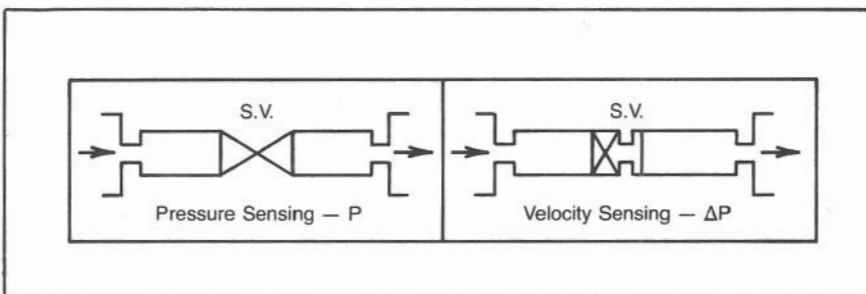 S.V.
S.V.
Pressure Sensing — P
Velocity Sensing — ΔP